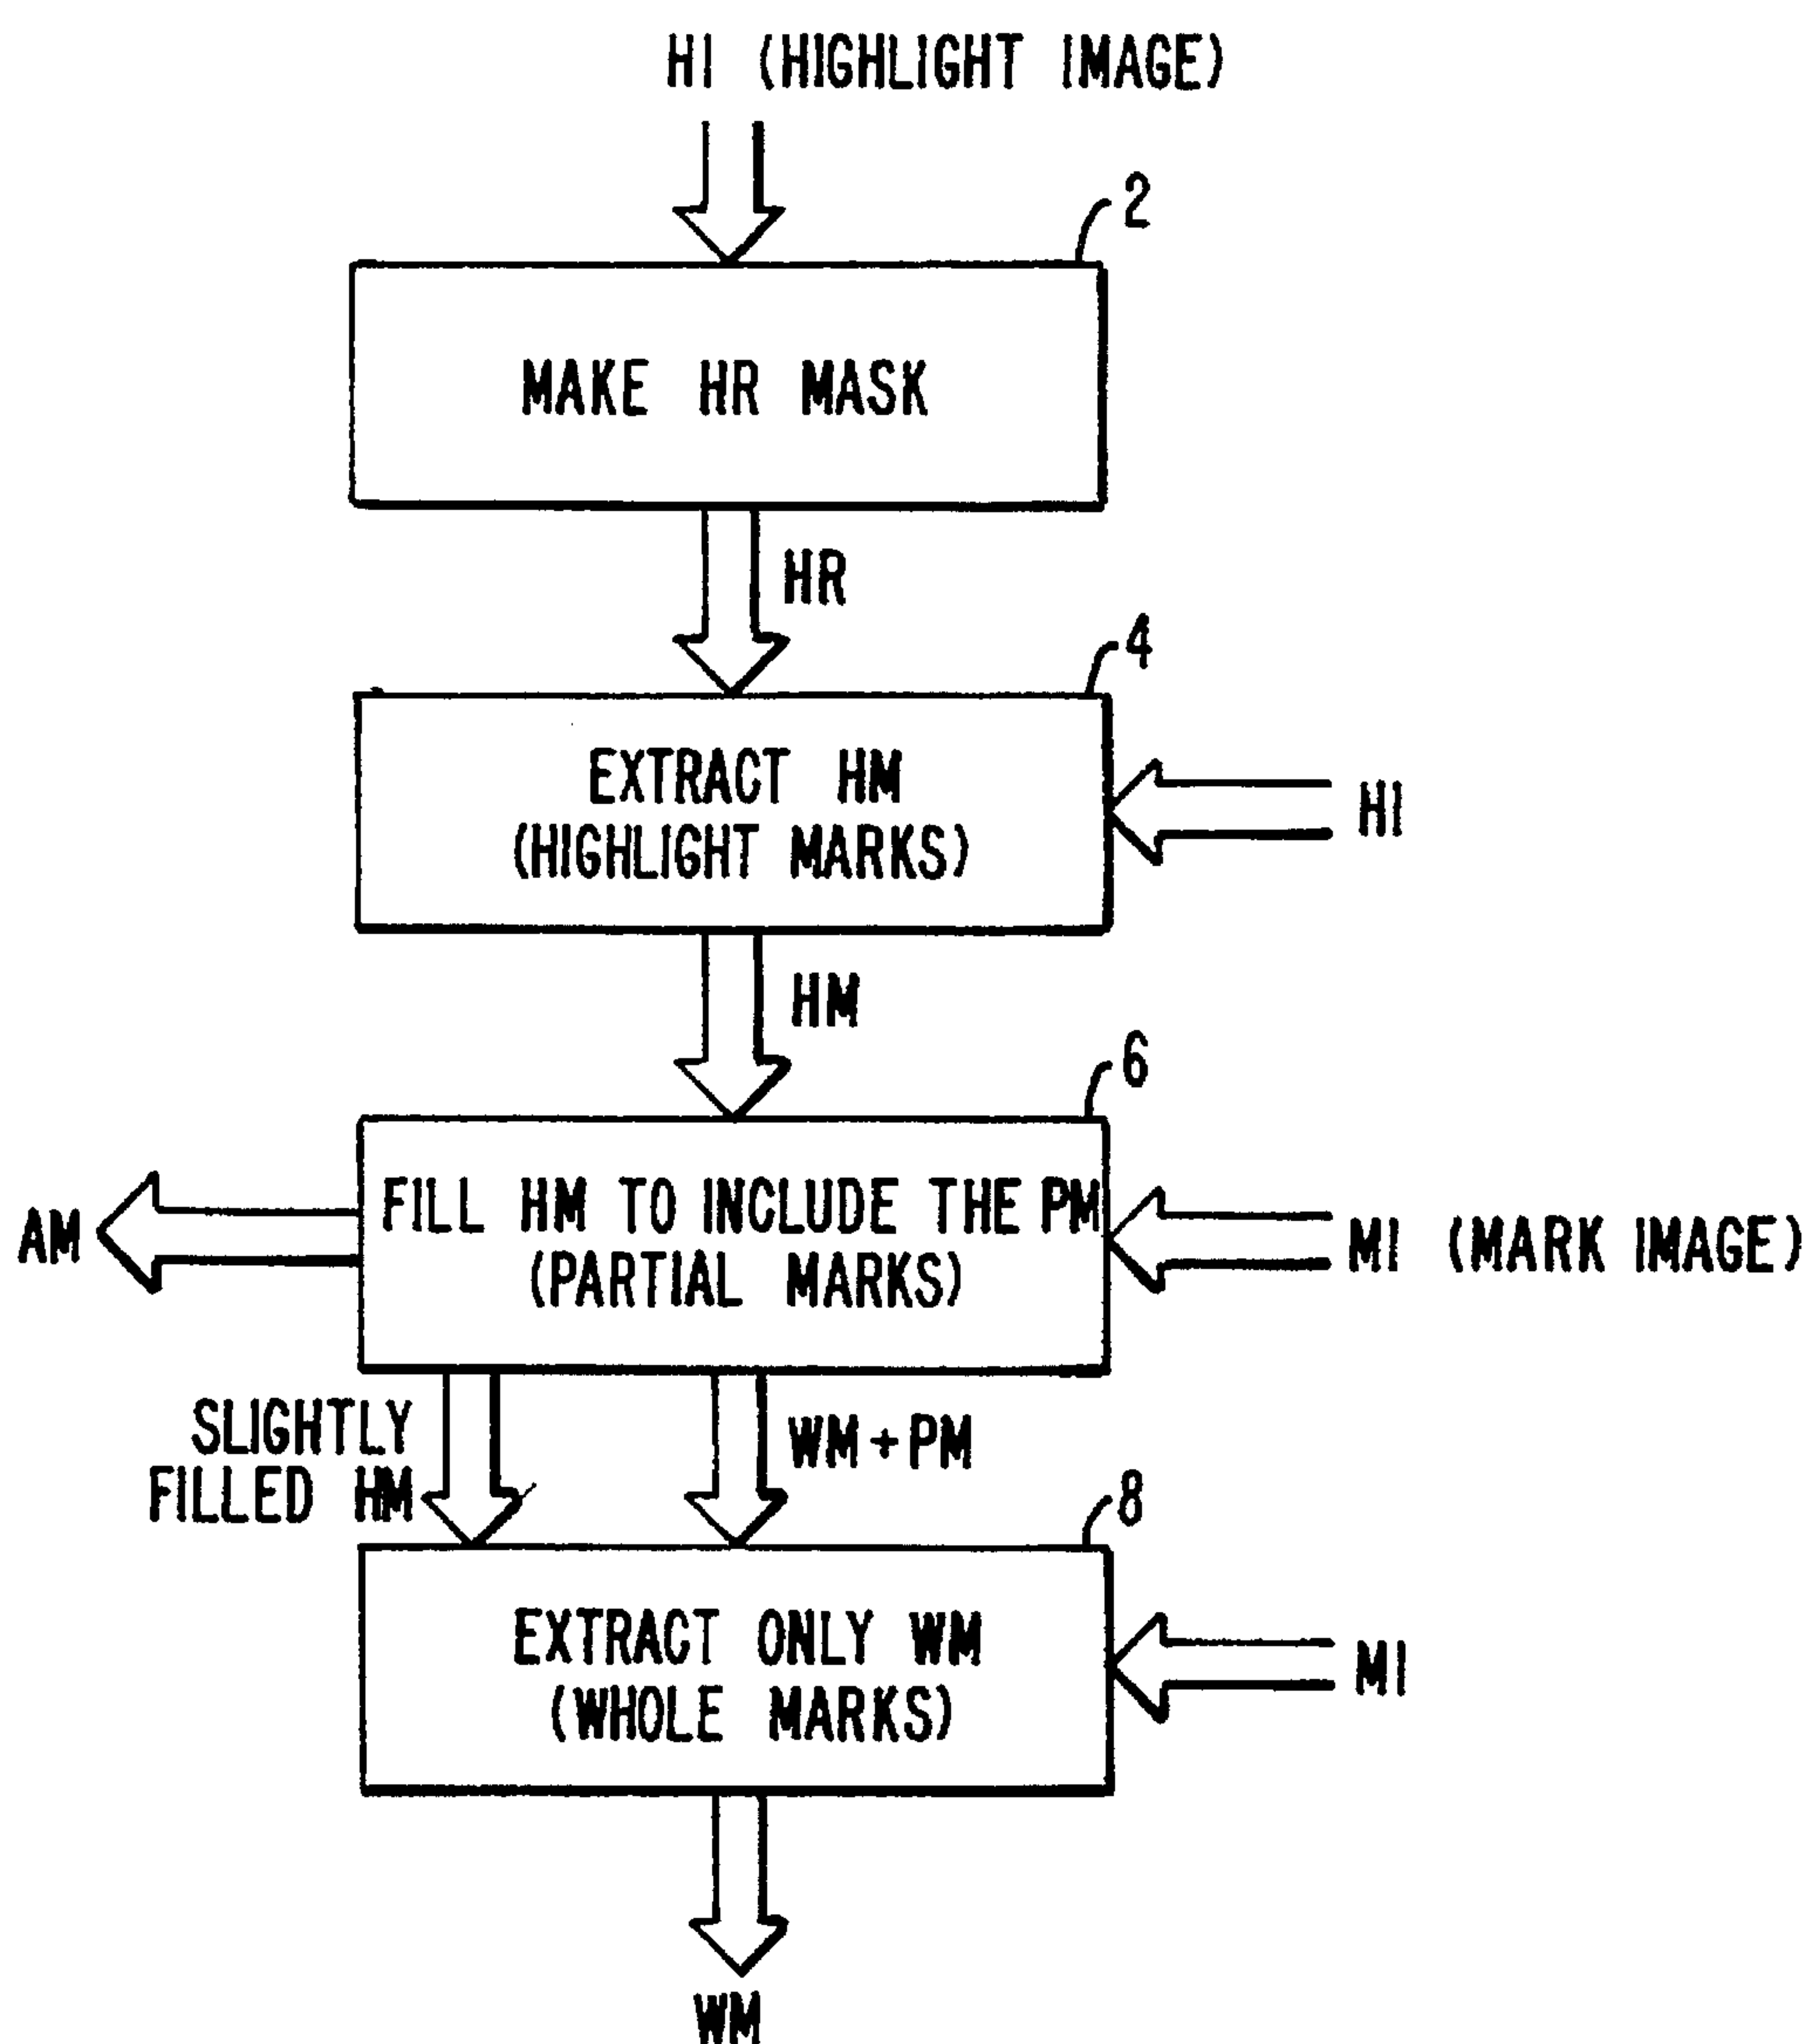 HI (HIGHLIGHT IMAGE)
2
MAKE HR MASK
HR
4
EXTRACT HM
(HIGHLIGHT MARKS)
HI
HM
6
AM
FILL HM TO INCLUDE THE PM
(PARTIAL MARKS)
MI (MARK IMAGE)
SLIGHTLY
FILLED HM
WM + PM
8
EXTRACT ONLY WM
(WHOLE MARKS)
MI
WM